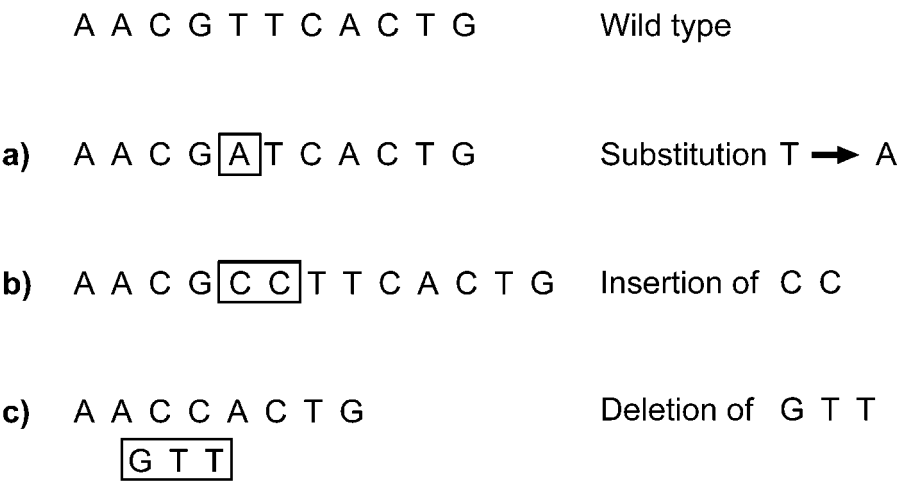 A A C G T T C A C T G Wild type
a) A A C G A T C A C T G Substitution T → A
b) A A C G C C T T C A C T G Insertion of C C
c) A A C C A C T G Deletion of G T T
G T T